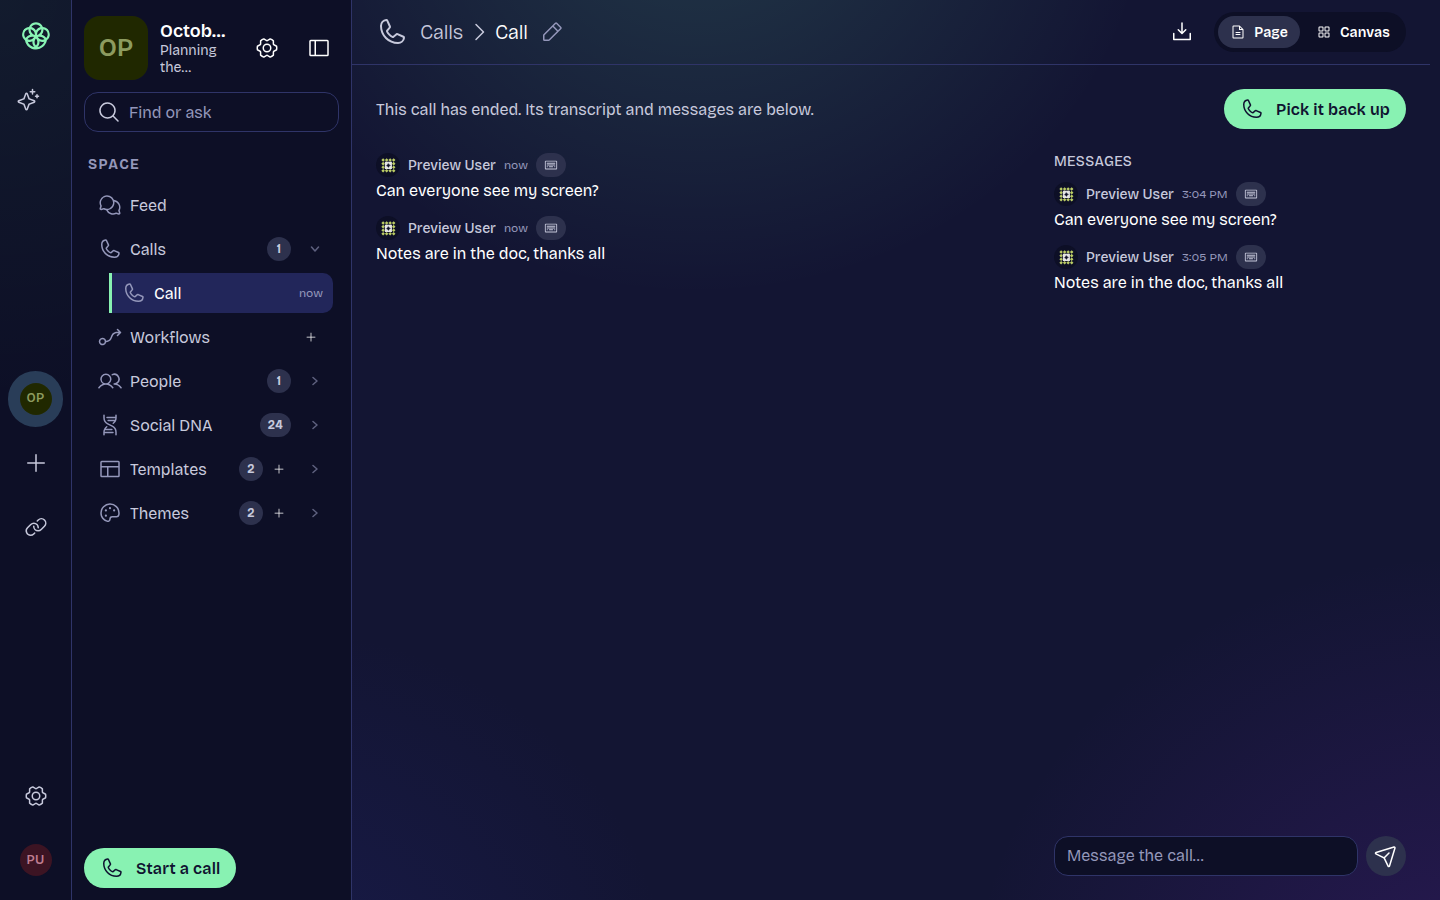 OP
Octob...
Planning
the...
Find or ask
SPACE
Feed
Calls 1
Call now
Workflows
People 1
Social DNA 24
Templates 2
Themes 2
OP
PU
Start a call
Calls > Call
Page
Canvas
This call has ended. Its transcript and messages are below.
Pick it back up
Preview User now
Can everyone see my screen?
Preview User now
Notes are in the doc, thanks all
MESSAGES
Preview User 3:04 PM
Can everyone see my screen?
Preview User 3:05 PM
Notes are in the doc, thanks all
Message the call...